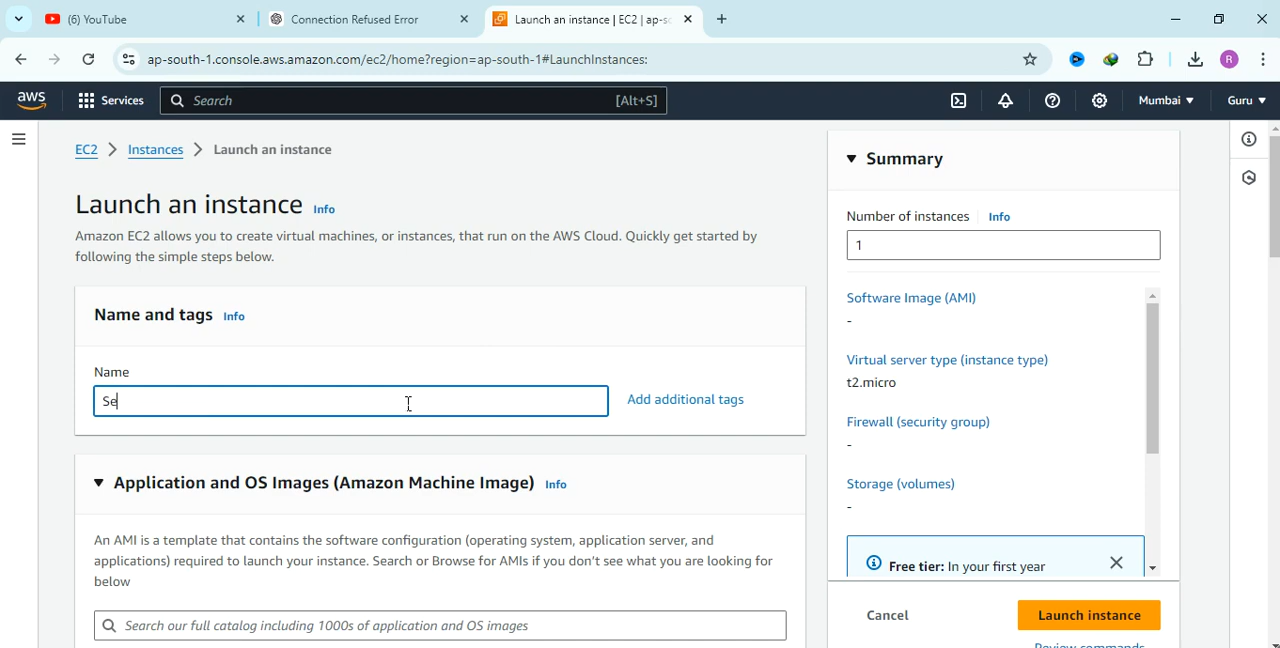 (6) YouTube
Connection Refused Error
Launch an instance | EC2 | ap-so
ap-south-1.console.aws.amazon.com/ec2/home?region=ap-south-1#LaunchInstances:
R
aws
Services
Search
[Alt+S]
Mumbai
Guru
EC2 > Instances > Launch an instance
Launch an instance Info
Amazon EC2 allows you to create virtual machines, or instances, that run on the AWS Cloud. Quickly get started by
following the simple steps below.
Name and tags Info
Name
Se
Add additional tags
Application and OS Images (Amazon Machine Image) Info
An AMI is a template that contains the software configuration (operating system, application server, and
applications) required to launch your instance. Search or Browse for AMIs if you don't see what you are looking for
below
Search our full catalog including 1000s of application and OS images
Summary
Number of instances Info
1
Software Image (AMI)
-
Virtual server type (instance type)
t2.micro
Firewall (security group)
-
Storage (volumes)
-
Free tier: In your first year
Cancel
Launch instance
Review commands